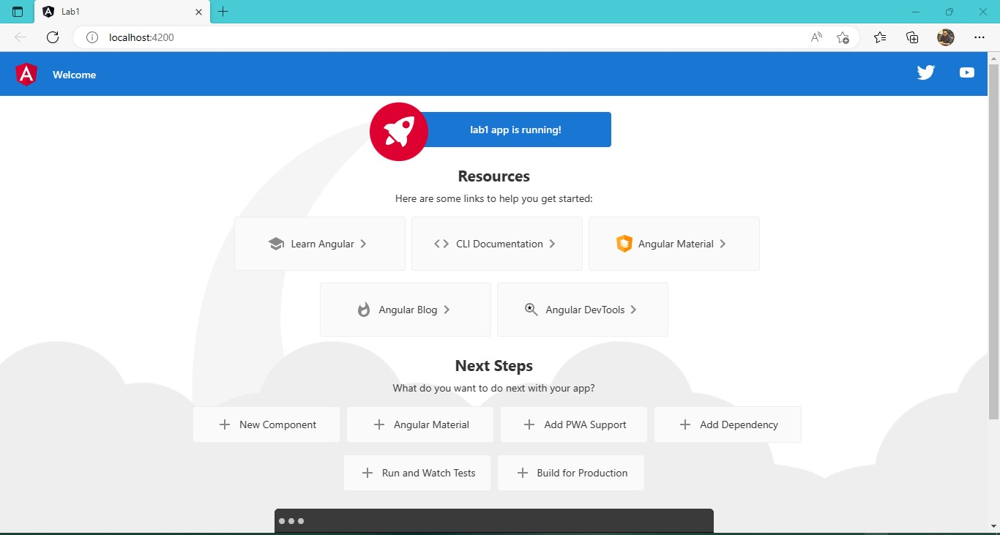 Lab1
localhost:4200
Welcome
lab1 app is running!
Resources
Here are some links to help you get started:
Learn Angular
CLI Documentation
Angular Material
Angular Blog
Angular DevTools
Next Steps
What do you want to do next with your app?
New Component
Angular Material
Add PWA Support
Add Dependency
Run and Watch Tests
Build for Production